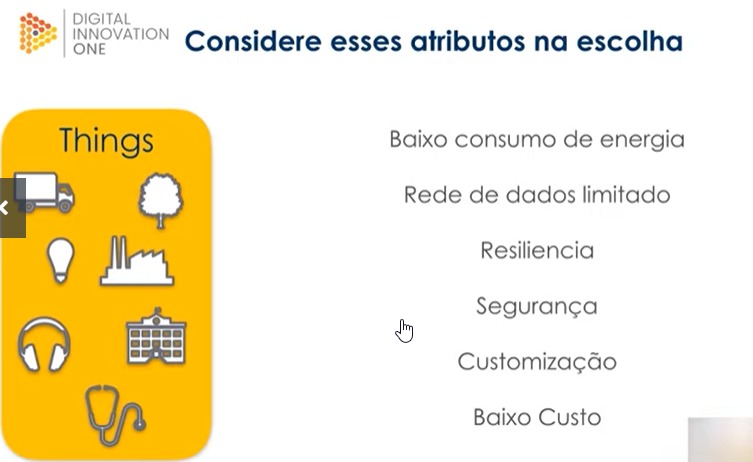 DIGITAL
INNOVATION
ONE
Considere esses atributos na escolha
Things
Baixo consumo de energia
Rede de dados limitado
Resiliencia
Segurança
Customização
Baixo Custo